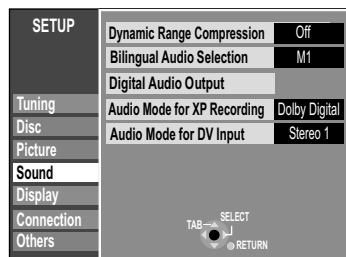 SETUP
Dynamic Range Compression Off
Bilingual Audio Selection M1
Digital Audio Output
Audio Mode for XP Recording Dolby Digital
Audio Mode for DV Input Stereo 1
Tuning
Disc
Picture
Sound
Display
Connection
Others
SELECT
TAB
RETURN